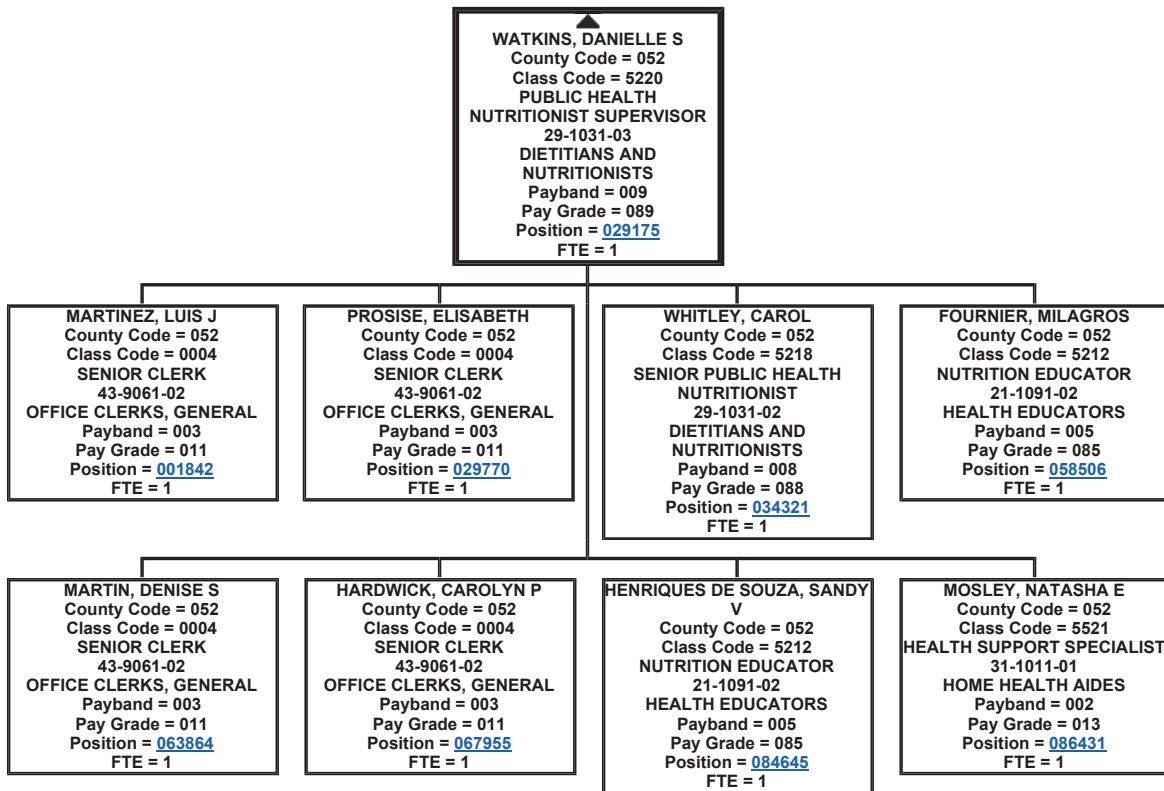 WATKINS, DANIELLE S
County Code = 052
Class Code = 5220
PUBLIC HEALTH
NUTRITIONIST SUPERVISOR
29-1031-03
DIETITIANS AND
NUTRITIONISTS
Payband = 009
Pay Grade = 089
Position = 029175
FTE = 1
MARTINEZ, LUIS J
County Code = 052
Class Code = 0004
SENIOR CLERK
43-9061-02
OFFICE CLERKS, GENERAL
Payband = 003
Pay Grade = 011
Position = 001842
FTE = 1
PROSISE, ELISABETH
County Code = 052
Class Code = 0004
SENIOR CLERK
43-9061-02
OFFICE CLERKS, GENERAL
Payband = 003
Pay Grade = 011
Position = 029770
FTE = 1
WHITLEY, CAROL
County Code = 052
Class Code = 5218
SENIOR PUBLIC HEALTH
NUTRITIONIST
29-1031-02
DIETITIANS AND
NUTRITIONISTS
Payband = 008
Pay Grade = 088
Position = 034321
FTE = 1
FOURNIER, MILAGROS
County Code = 052
Class Code = 5212
NUTRITION EDUCATOR
21-1091-02
HEALTH EDUCATORS
Payband = 005
Pay Grade = 085
Position = 058506
FTE = 1
MARTIN, DENISE S
County Code = 052
Class Code = 0004
SENIOR CLERK
43-9061-02
OFFICE CLERKS, GENERAL
Payband = 003
Pay Grade = 011
Position = 063864
FTE = 1
HARDWICK, CAROLYN P
County Code = 052
Class Code = 0004
SENIOR CLERK
43-9061-02
OFFICE CLERKS, GENERAL
Payband = 003
Pay Grade = 011
Position = 067955
FTE = 1
HENRIQUES DE SOUZA, SANDY
V
County Code = 052
Class Code = 5212
NUTRITION EDUCATOR
21-1091-02
HEALTH EDUCATORS
Payband = 005
Pay Grade = 085
Position = 084645
FTE = 1
MOSLEY, NATASHA E
County Code = 052
Class Code = 5521
HEALTH SUPPORT SPECIALIST
31-1011-01
HOME HEALTH AIDES
Payband = 002
Pay Grade = 013
Position = 086431
FTE = 1